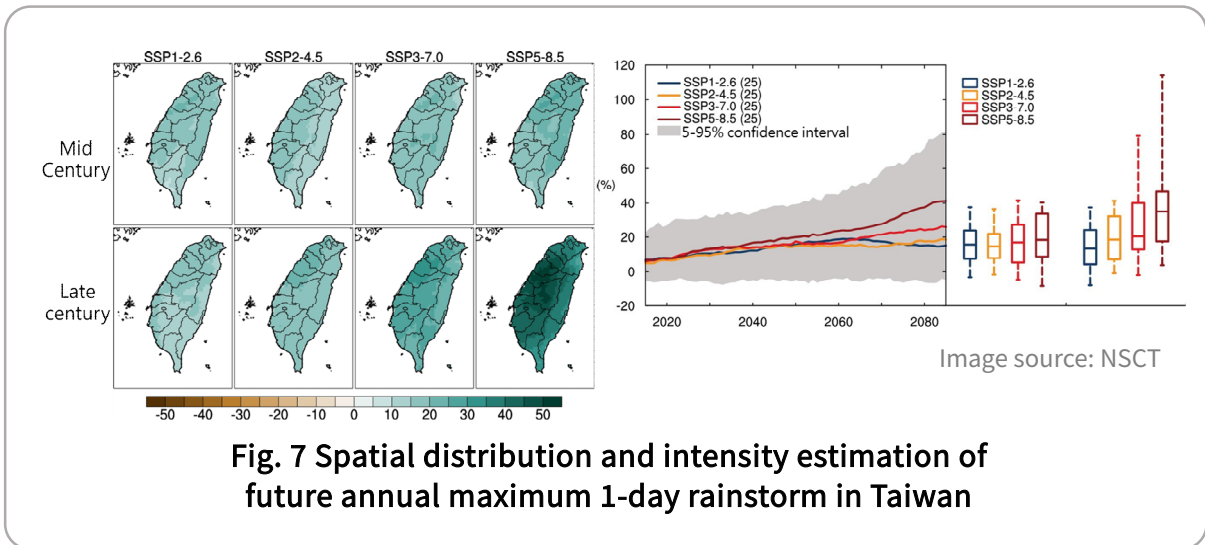 SSP1-2.6
SSP2-4.5
SSP3-7.0
SSP5-8.5
Mid
Century
Late
century
-50 -40 -30 -20 -10 0 10 20 30 40 50
(%)
120
100
80
60
40
20
0
-20
2020 2040 2060 2080
SSP1-2.6 (25)
SSP2-4.5 (25)
SSP3-7.0 (25)
SSP5-8.5 (25)
5-95% confidence interval
SSP1-2.6
SSP2-4.5
SSP3 7.0
SSP5-8.5
Image source: NSCT
Fig. 7 Spatial distribution and intensity estimation of
future annual maximum 1-day rainstorm in Taiwan